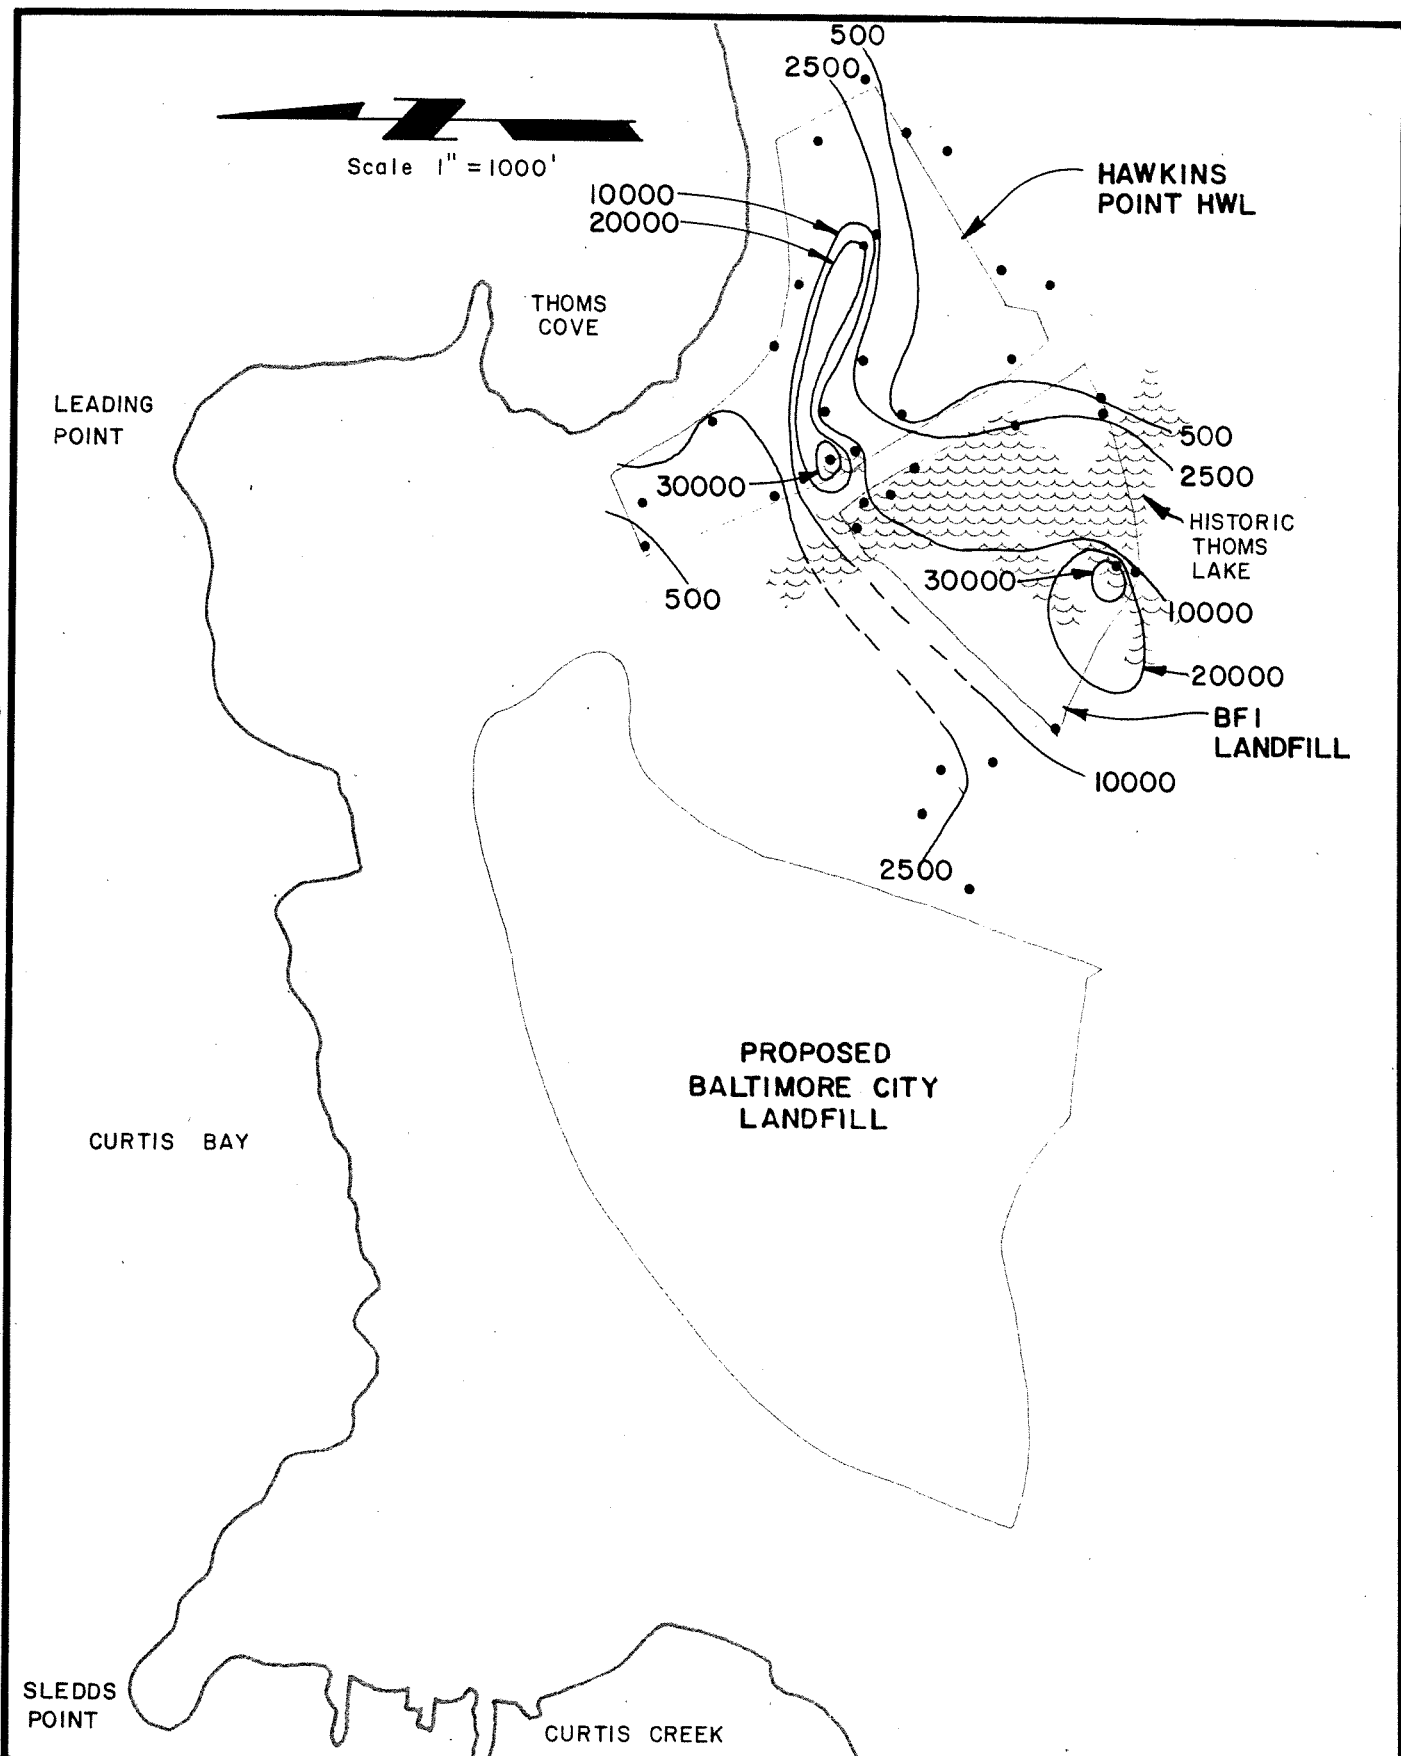 500
2500
Scale 1" = 1000'
HAWKINS
POINT HWL
10000
20000
THOMS
COVE
LEADING
POINT
500
2500
30000
HISTORIC
THOMS
LAKE
30000
10000
500
20000
BFI
LANDFILL
10000
2500
PROPOSED
BALTIMORE CITY
LANDFILL
CURTIS BAY
SLEDDS
POINT
CURTIS CREEK